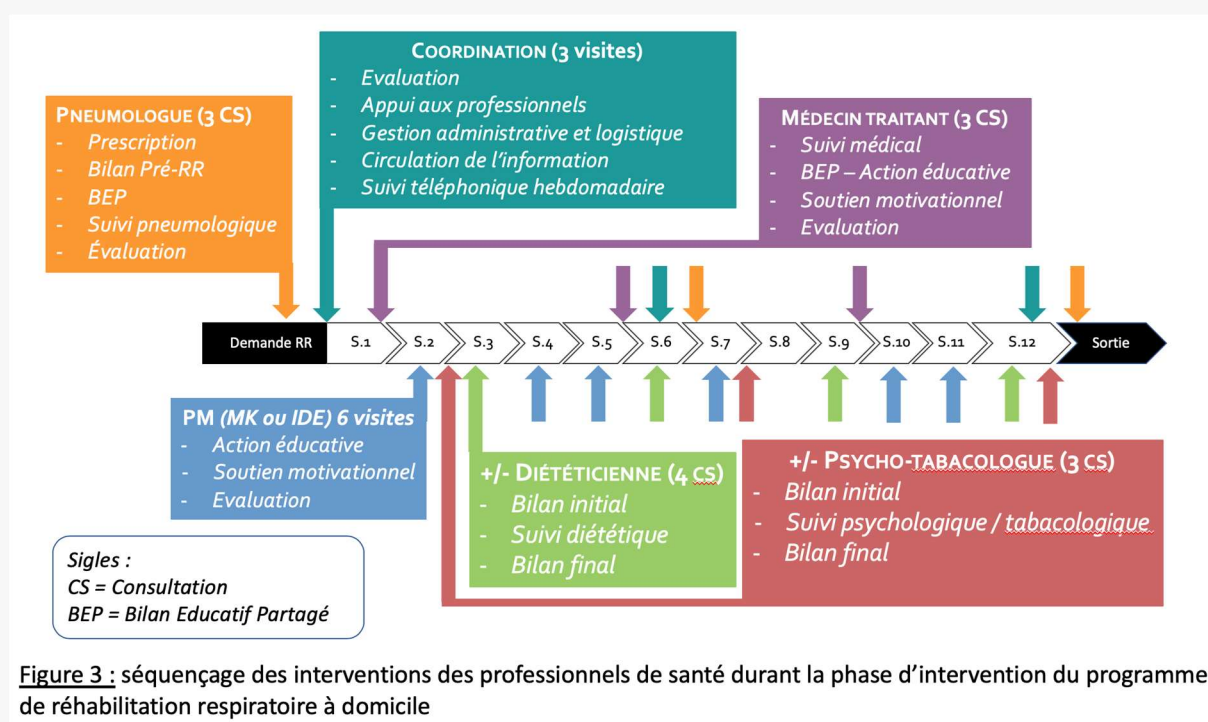 COORDINATION (3 visites)
- Evaluation
- Appui aux professionnels
- Gestion administrative et logistique
- Circulation de l'information
- Suivi téléphonique hebdomadaire
PNEUMOLOGUE (3 CS)
- Prescription
- Bilan Pré-RR
- BEP
- Suivi pneumologique
- Évaluation
MÉDECIN TRAITANT (3 CS)
- Suivi médical
- BEP – Action éducative
- Soutien motivationnel
- Evaluation
Demande RR S.1 S.2 S.3 S.4 S.5 S.6 S.7 S.8 S.9 S.10 S.11 S.12 Sortie
PM (MK ou IDE) 6 visites
- Action éducative
- Soutien motivationnel
- Evaluation
+/- DIÉTÉTICIENNE (4 CS)
- Bilan initial
- Suivi diététique
- Bilan final
+/- PSYCHO-TABACOLOGUE (3 CS)
- Bilan initial
- Suivi psychologique / tabacologique
- Bilan final
Sigles :
CS = Consultation
BEP = Bilan Educatif Partagé
Figure 3 : séquençage des interventions des professionnels de santé durant la phase d'intervention du programme
de réhabilitation respiratoire à domicile